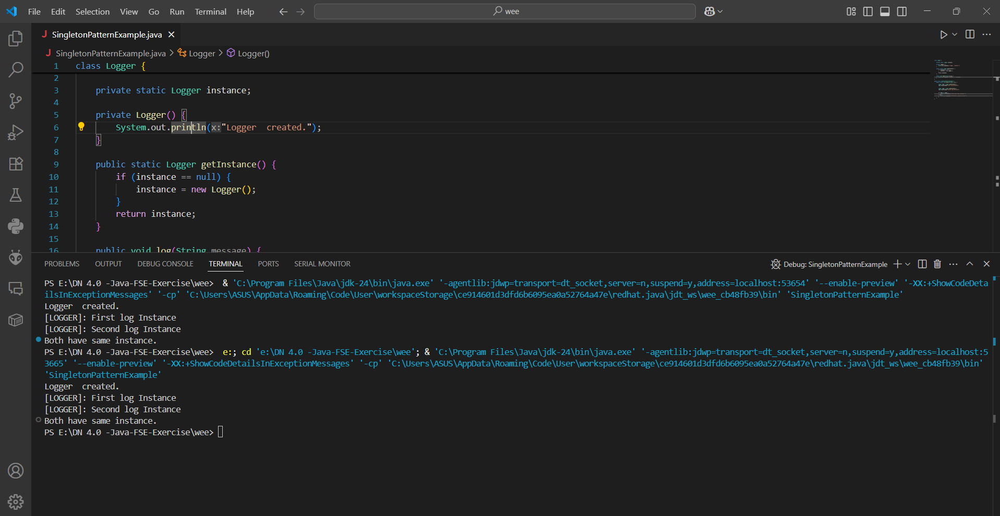 File Edit Selection View Go Run Terminal Help wee
SingletonPatternExample.java
SingletonPatternExample.java > Logger > Logger()
1 class Logger {
2
3 private static Logger instance;
4
5 private Logger() {
6 System.out.println(x:"Logger  created.");
7 }
8
9 public static Logger getInstance() {
10 if (instance == null) {
11 instance = new Logger();
12 }
13 return instance;
14 }
15
16 public void log(String message) {
PROBLEMS OUTPUT DEBUG CONSOLE TERMINAL PORTS SERIAL MONITOR Debug: SingletonPatternExample
PS E:\DN 4.0 -Java-FSE-Exercise\wee>  & 'C:\Program Files\Java\jdk-24\bin\java.exe' '-agentlib:jdwp=transport=dt_socket,server=n,suspend=y,address=localhost:53654' '--enable-preview' '-XX:+ShowCodeDeta
ilsInExceptionMessages' '-cp' 'C:\Users\ASUS\AppData\Roaming\Code\User\workspaceStorage\ce914601d3dfd6b6095ea0a52764a47e\redhat.java\jdt_ws\wee_cb48fb39\bin' 'SingletonPatternExample'
Logger  created.
[LOGGER]: First log Instance
[LOGGER]: Second log Instance
Both have same instance.
PS E:\DN 4.0 -Java-FSE-Exercise\wee>  e:; cd 'e:\DN 4.0 -Java-FSE-Exercise\wee'; & 'C:\Program Files\Java\jdk-24\bin\java.exe' '-agentlib:jdwp=transport=dt_socket,server=n,suspend=y,address=localhost:5
3665' '--enable-preview' '-XX:+ShowCodeDetailsInExceptionMessages' '-cp' 'C:\Users\ASUS\AppData\Roaming\Code\User\workspaceStorage\ce914601d3dfd6b6095ea0a52764a47e\redhat.java\jdt_ws\wee_cb48fb39\bin'
'SingletonPatternExample'
Logger  created.
[LOGGER]: First log Instance
[LOGGER]: Second log Instance
Both have same instance.
PS E:\DN 4.0 -Java-FSE-Exercise\wee>